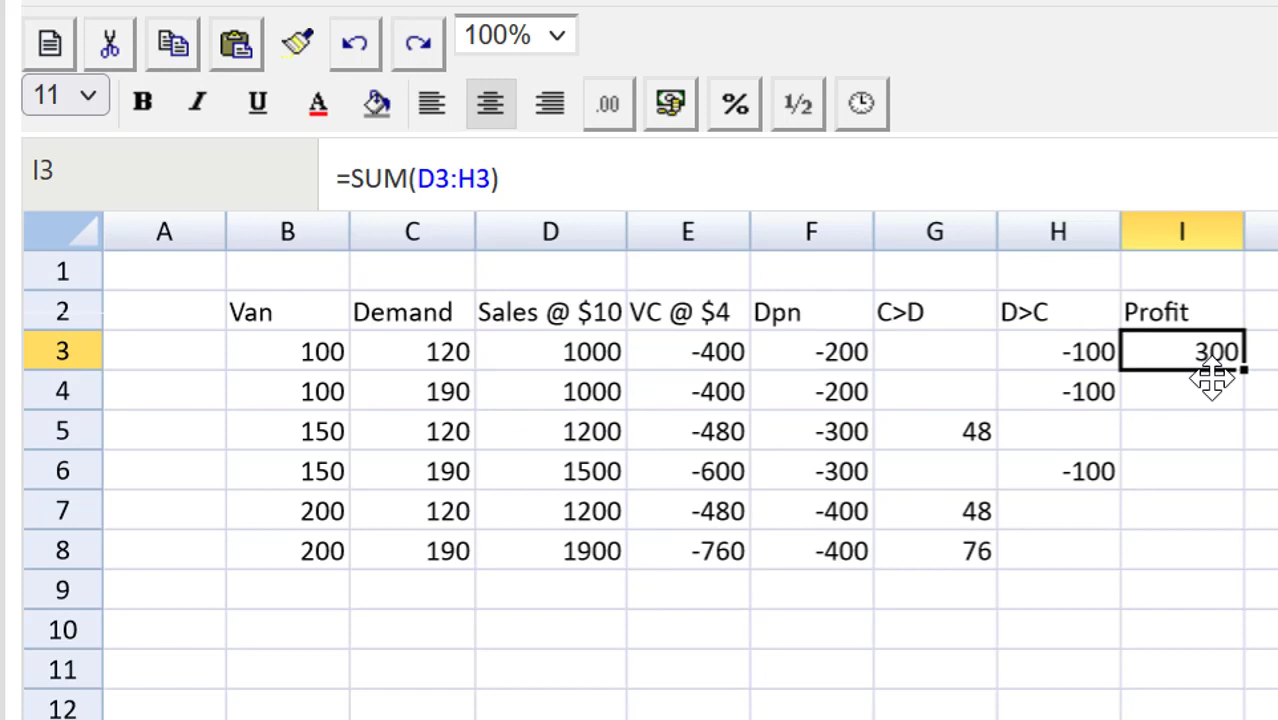 100%
11 B I U A .00 % 1/2
I3 =SUM(D3:H3)
A B C D E F G H I
1
2 Van Demand Sales @ $10 VC @ $4 Dpn C>D D>C Profit
3 100 120 1000 -400 -200 -100 300
4 100 190 1000 -400 -200 -100
5 150 120 1200 -480 -300 48
6 150 190 1500 -600 -300 -100
7 200 120 1200 -480 -400 48
8 200 190 1900 -760 -400 76
9
10
11
12